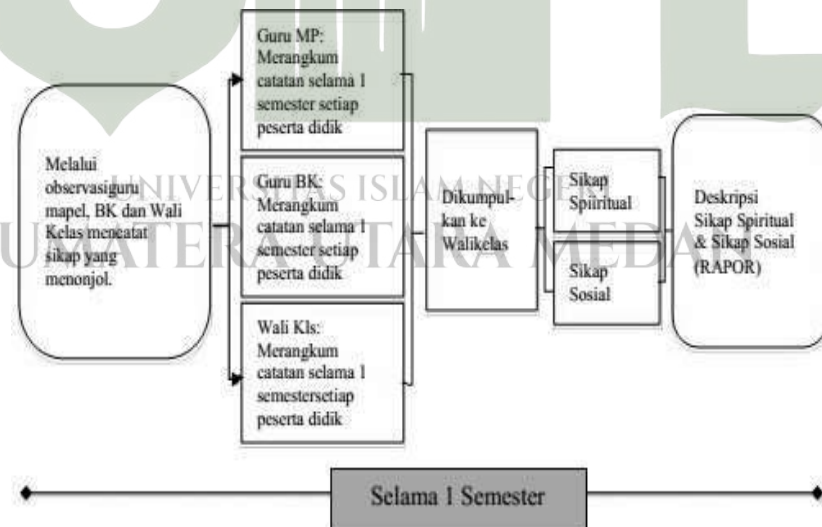 Melalui
observasiguru
mapel, BK dan Wali
Kelas meneatat
sikap yang
menonjol.
Guru MP:
Merangkum
catatan selama 1
semester setiap
peserta didik
Guru BK:
Merangkum
catatan selama 1
semester setiap
peserta didik
Wali Kls:
Merangkum
catatan selama 1
semestersetiap
peserta didik
Dikumpul-
kan ke
Walikelas
Sikap
Spiiritual
Sikap
Sosial
Deskripsi
Sikap Spiritual
& Sikap Sosial
(RAPOR)
Selama 1 Semester
UNIVERSITAS ISLAM NEGERI
SUMATERA UTARA MEDAN